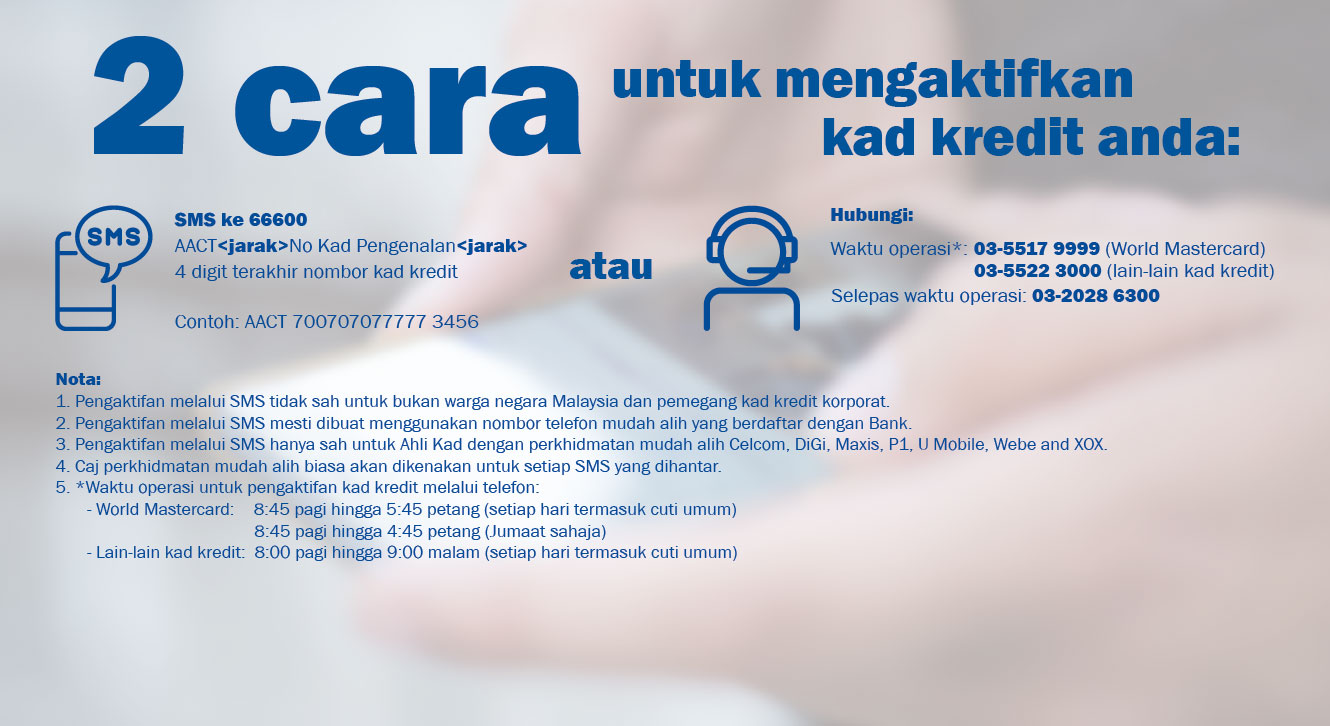 2 cara untuk mengaktifkan
kad kredit anda:
SMS
SMS ke 66600
AACT<jarak>No Kad Pengenalan<jarak>
4 digit terakhir nombor kad kredit
Contoh: AACT 700707077777 3456
atau
Hubungi:
Waktu operasi*: 03-5517 9999 (World Mastercard)
03-5522 3000 (lain-lain kad kredit)
Selepas waktu operasi: 03-2028 6300
Nota:
1. Pengaktifan melalui SMS tidak sah untuk bukan warga negara Malaysia dan pemegang kad kredit korporat.
2. Pengaktifan melalui SMS mesti dibuat menggunakan nombor telefon mudah alih yang berdaftar dengan Bank.
3. Pengaktifan melalui SMS hanya sah untuk Ahli Kad dengan perkhidmatan mudah alih Celcom, DiGi, Maxis, P1, U Mobile, Webe and XOX.
4. Caj perkhidmatan mudah alih biasa akan dikenakan untuk setiap SMS yang dihantar.
5. *Waktu operasi untuk pengaktifan kad kredit melalui telefon:
- World Mastercard: 8:45 pagi hingga 5:45 petang (setiap hari termasuk cuti umum)
8:45 pagi hingga 4:45 petang (Jumaat sahaja)
- Lain-lain kad kredit: 8:00 pagi hingga 9:00 malam (setiap hari termasuk cuti umum)